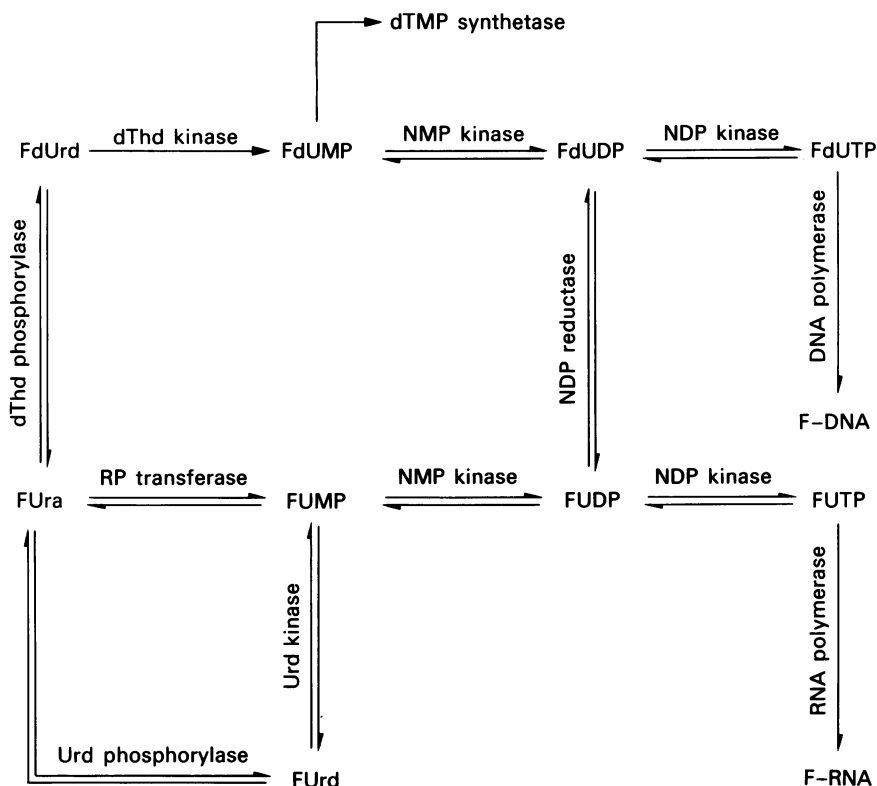 dTMP synthetase
dThd kinase
NMP kinase
NDP kinase
FdUrd
FdUMP
FdUDP
FdUTP
dThd phosphorylase
NDP reductase
DNA polymerase
F-DNA
RP transferase
NMP kinase
NDP kinase
FUra
FUMP
FUDP
FUTP
Urd kinase
RNA polymerase
Urd phosphorylase
FUrd
F-RNA